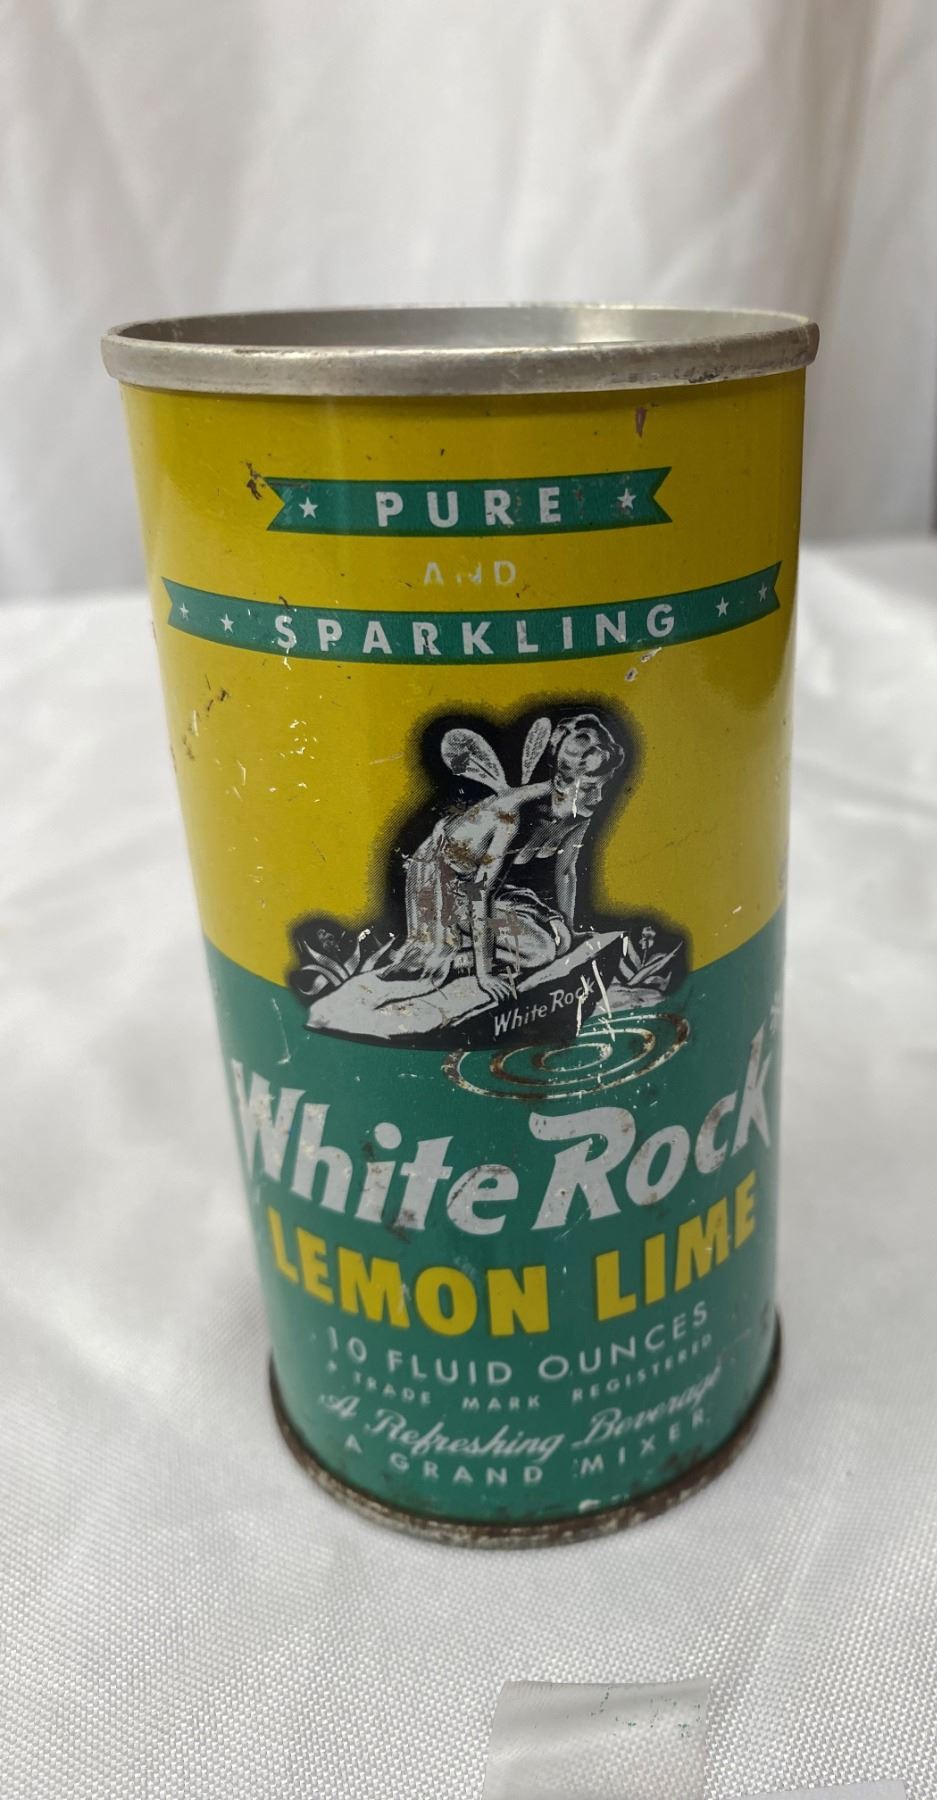 PURE
AND
SPARKLING
White Rock
White Rock
LEMON LIME
10 FLUID OUNCES
* TRADE MARK REGISTERED
A Refreshing Beverage
A GRAND MIXER